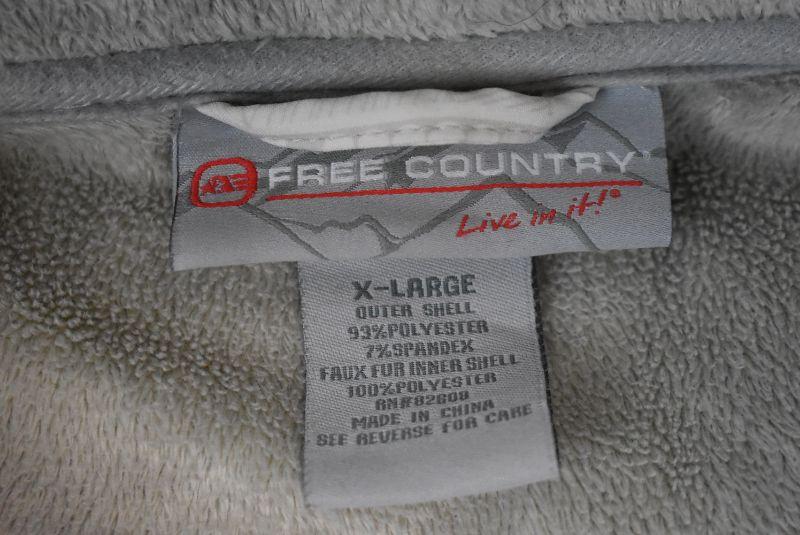 FREE COUNTRY
Live in it!®
X-LARGE
OUTER SHELL
93%POLYESTER
7%SPANDEX
FAUX FUR INNER SHELL
100%POLYESTER
RN#82608
MADE IN CHINA
SEE REVERSE FOR CARE